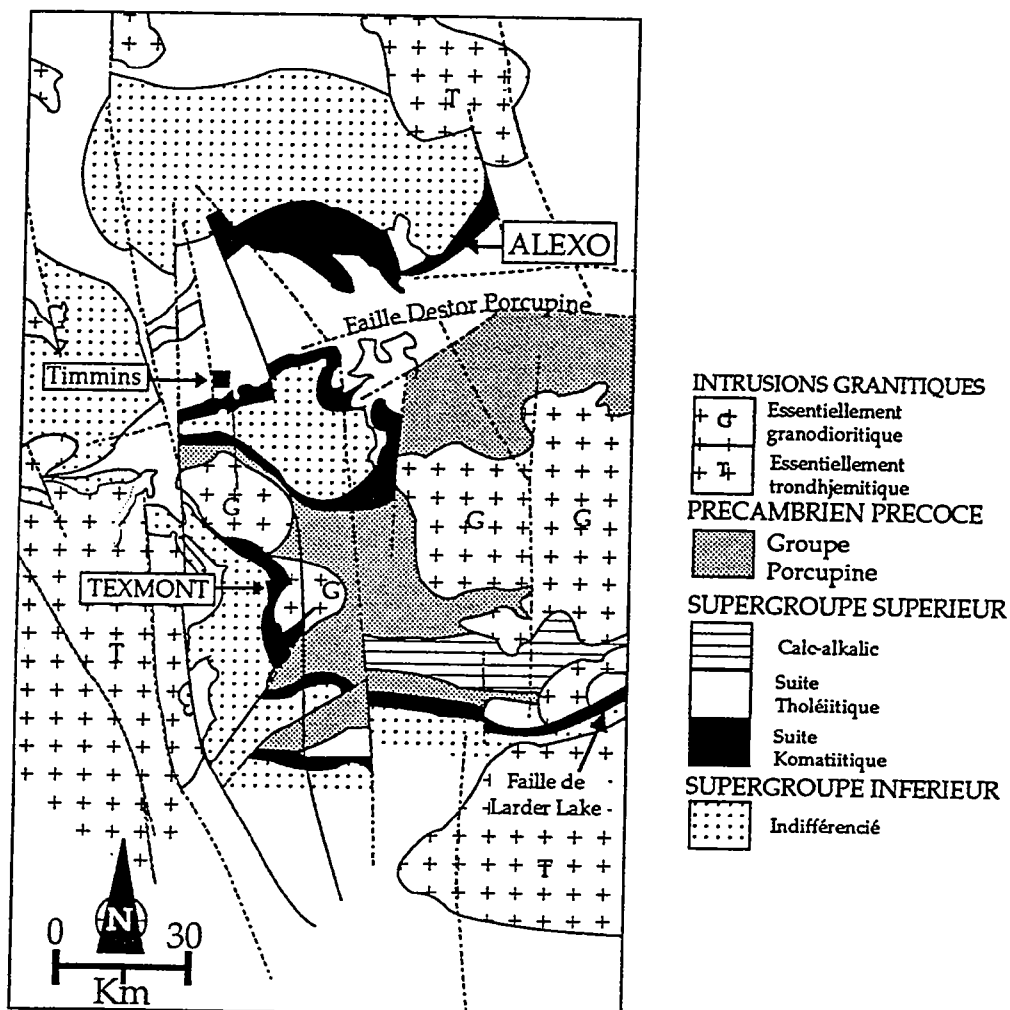 T
ALEXO
Faille Destor Porcupine
Timmins
G
G
G
TEXMONT
G
T
Faille de
Larder Lake
T
N
0 30
Km
INTRUSIONS GRANITIQUES
G Essentiellement
granodioritique
T Essentiellement
trondhjemitique
PRECAMBRIEN PRECOCE
Groupe
Porcupine
SUPERGROUPE SUPERIEUR
Calc-alkalic
Suite
Tholéiitique
Suite
Komatiitique
SUPERGROUPE INFERIEUR
Indifférencié